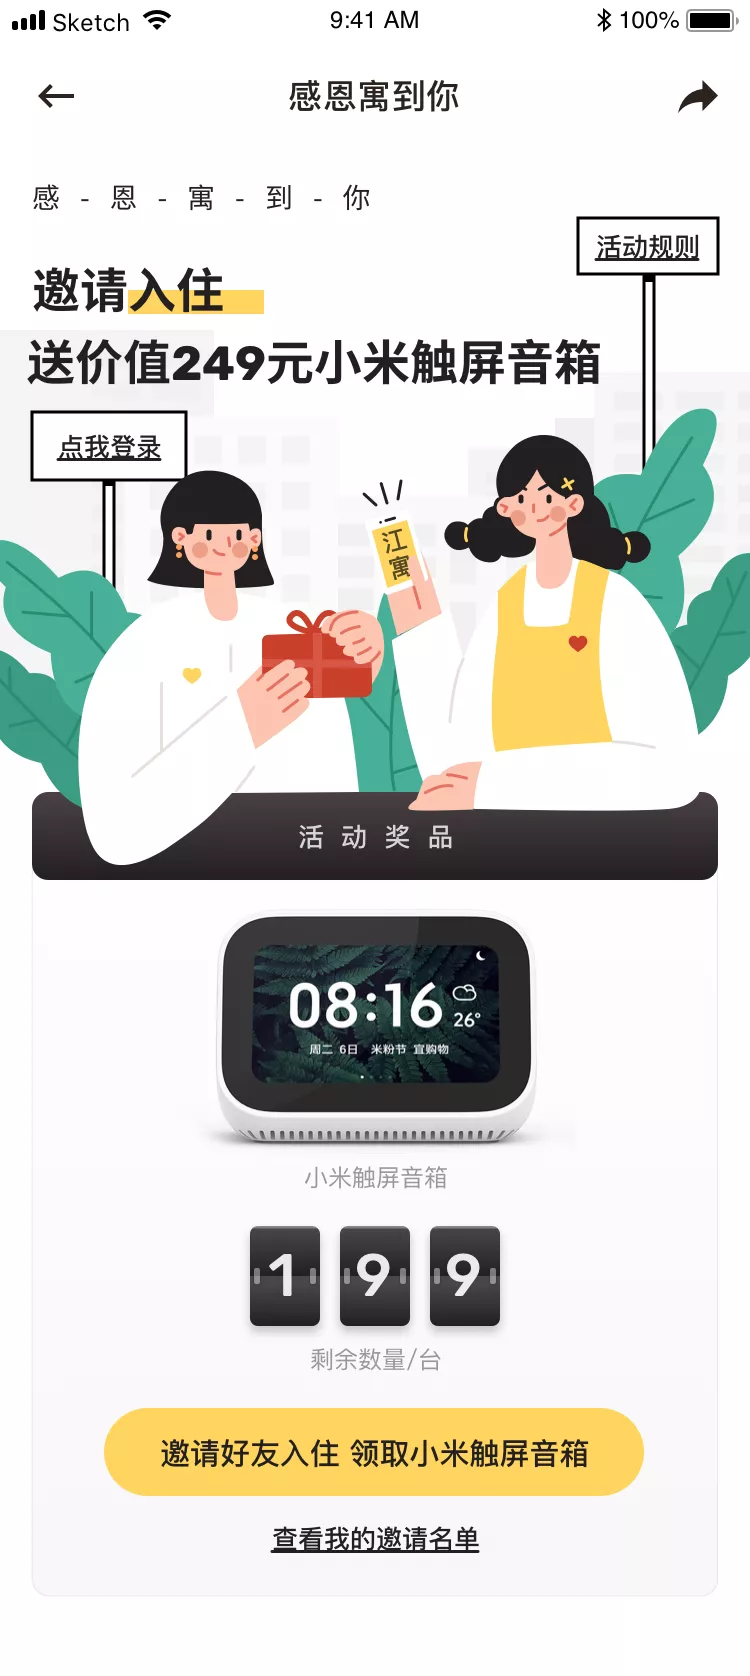 Sketch 9:41 AM 100%
感恩寓到你
感-恩-寓-到-你
活动规则
邀请入住
送价值249元小米触屏音箱
点我登录
江寓
活动奖品
08:16
26°
周二 6日 米粉节 宜购物
小米触屏音箱
199
剩余数量/台
邀请好友入住 领取小米触屏音箱
查看我的邀请名单